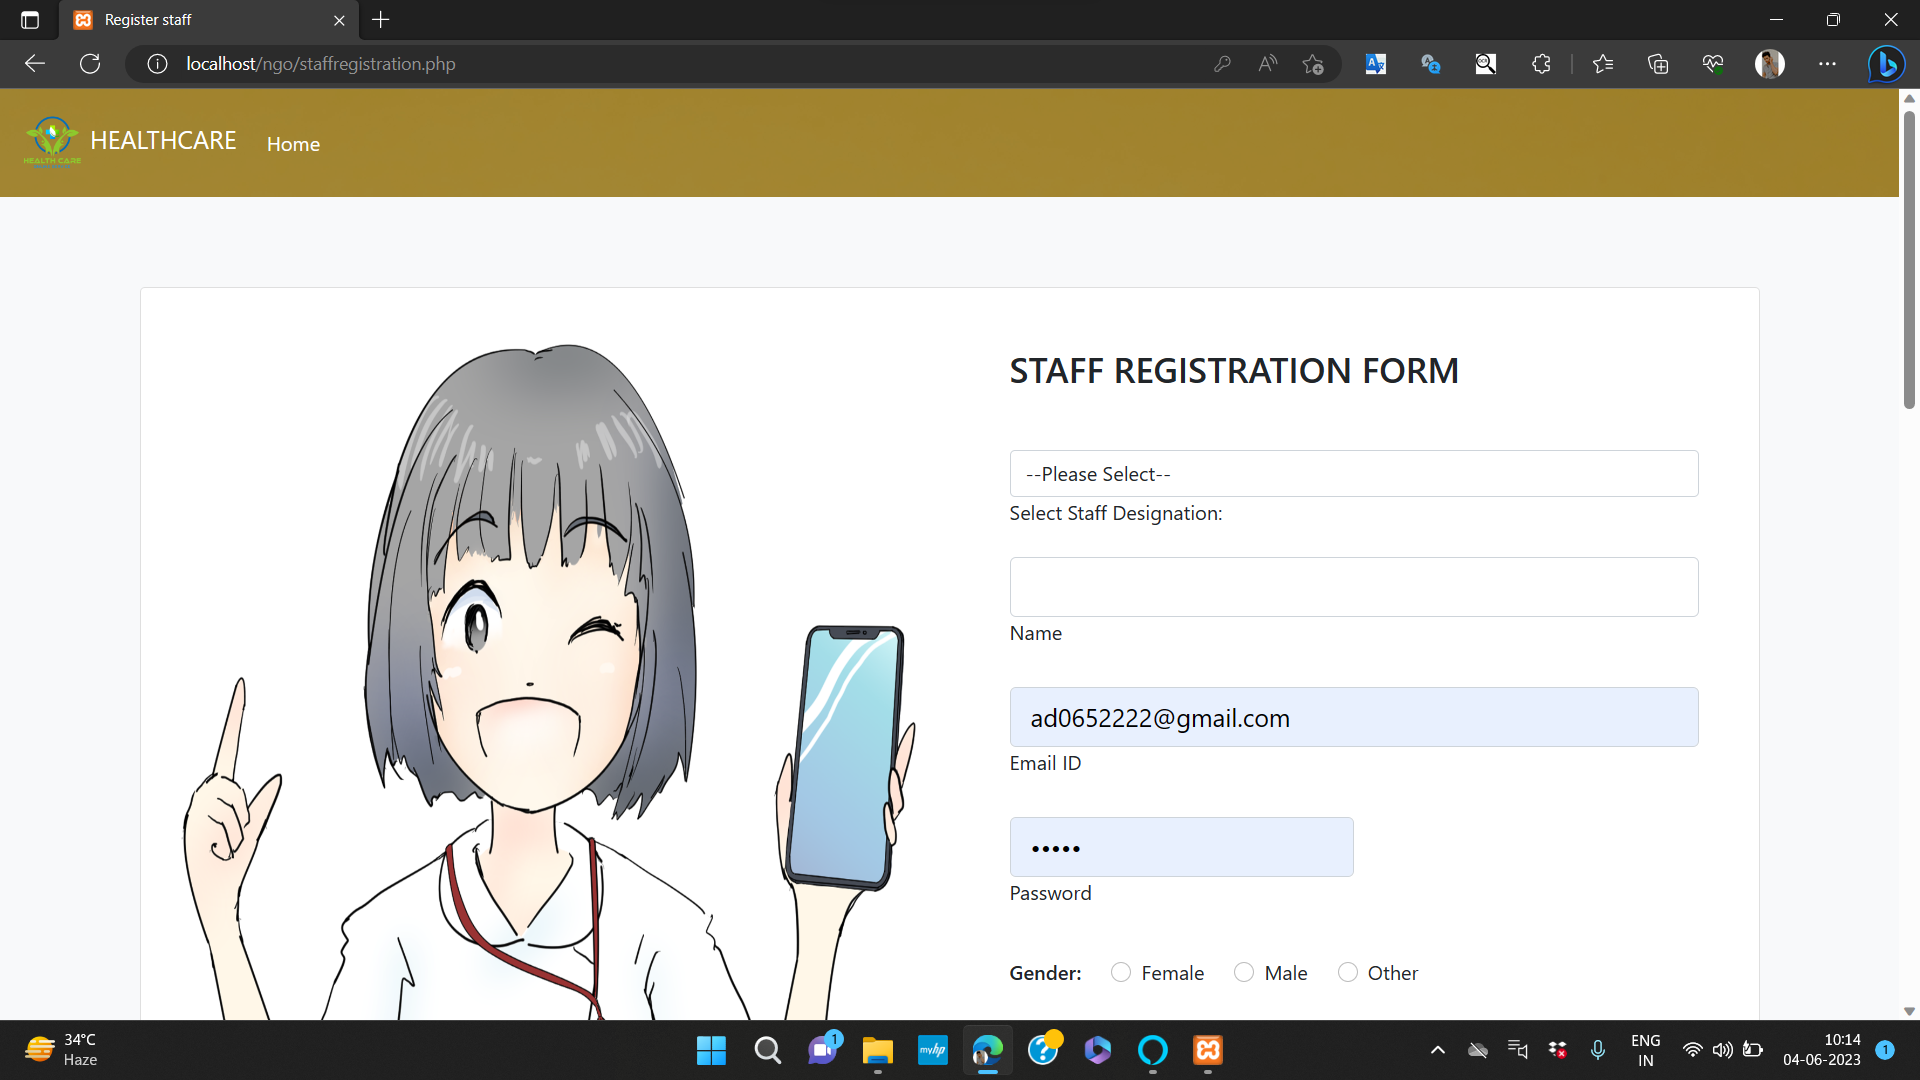 Register staff
localhost/ngo/staffregistration.php
HEALTH CARE
HEALTHCARE
Home
STAFF REGISTRATION FORM
--Please Select--
Select Staff Designation:
Name
ad0652222@gmail.com
Email ID
•••••
Password
Gender: Female Male Other
34°C
Haze
1
myhp
ENG
IN
10:14
04-06-2023
1